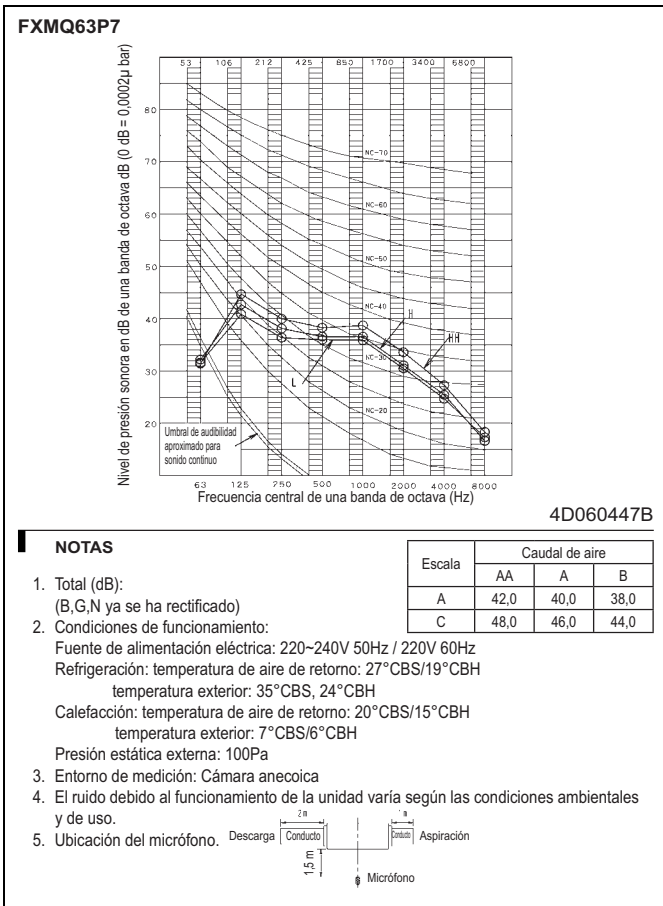 FXMQ63P7
Nivel de presión sonora en dB de una banda de octava dB (0 dB = 0,0002µ bar)
53 106 212 425 850 1700 3400 6800
80
70
60
50
40
30
20
NC-70
NC-60
NC-50
NC-40
NC-30
NC-20
H
HH
L
Umbral de audibilidad
aproximado para
sonido continuo
63 125 250 500 1000 2000 4000 8000
Frecuencia central de una banda de octava (Hz)
4D060447B
NOTAS
Escala Caudal de aire
AA A B
A 42,0 40,0 38,0
C 48,0 46,0 44,0
1. Total (dB):
(B,G,N ya se ha rectificado)
2. Condiciones de funcionamiento:
Fuente de alimentación eléctrica: 220~240V 50Hz / 220V 60Hz
Refrigeración: temperatura de aire de retorno: 27°CBS/19°CBH
temperatura exterior: 35°CBS, 24°CBH
Calefacción: temperatura de aire de retorno: 20°CBS/15°CBH
temperatura exterior: 7°CBS/6°CBH
Presión estática externa: 100Pa
3. Entorno de medición: Cámara anecoica
4. El ruido debido al funcionamiento de la unidad varía según las condiciones ambientales
y de uso.
5. Ubicación del micrófono.
2 m 1 m
Descarga Conducto Conducto Aspiración
1,5 m
Micrófono